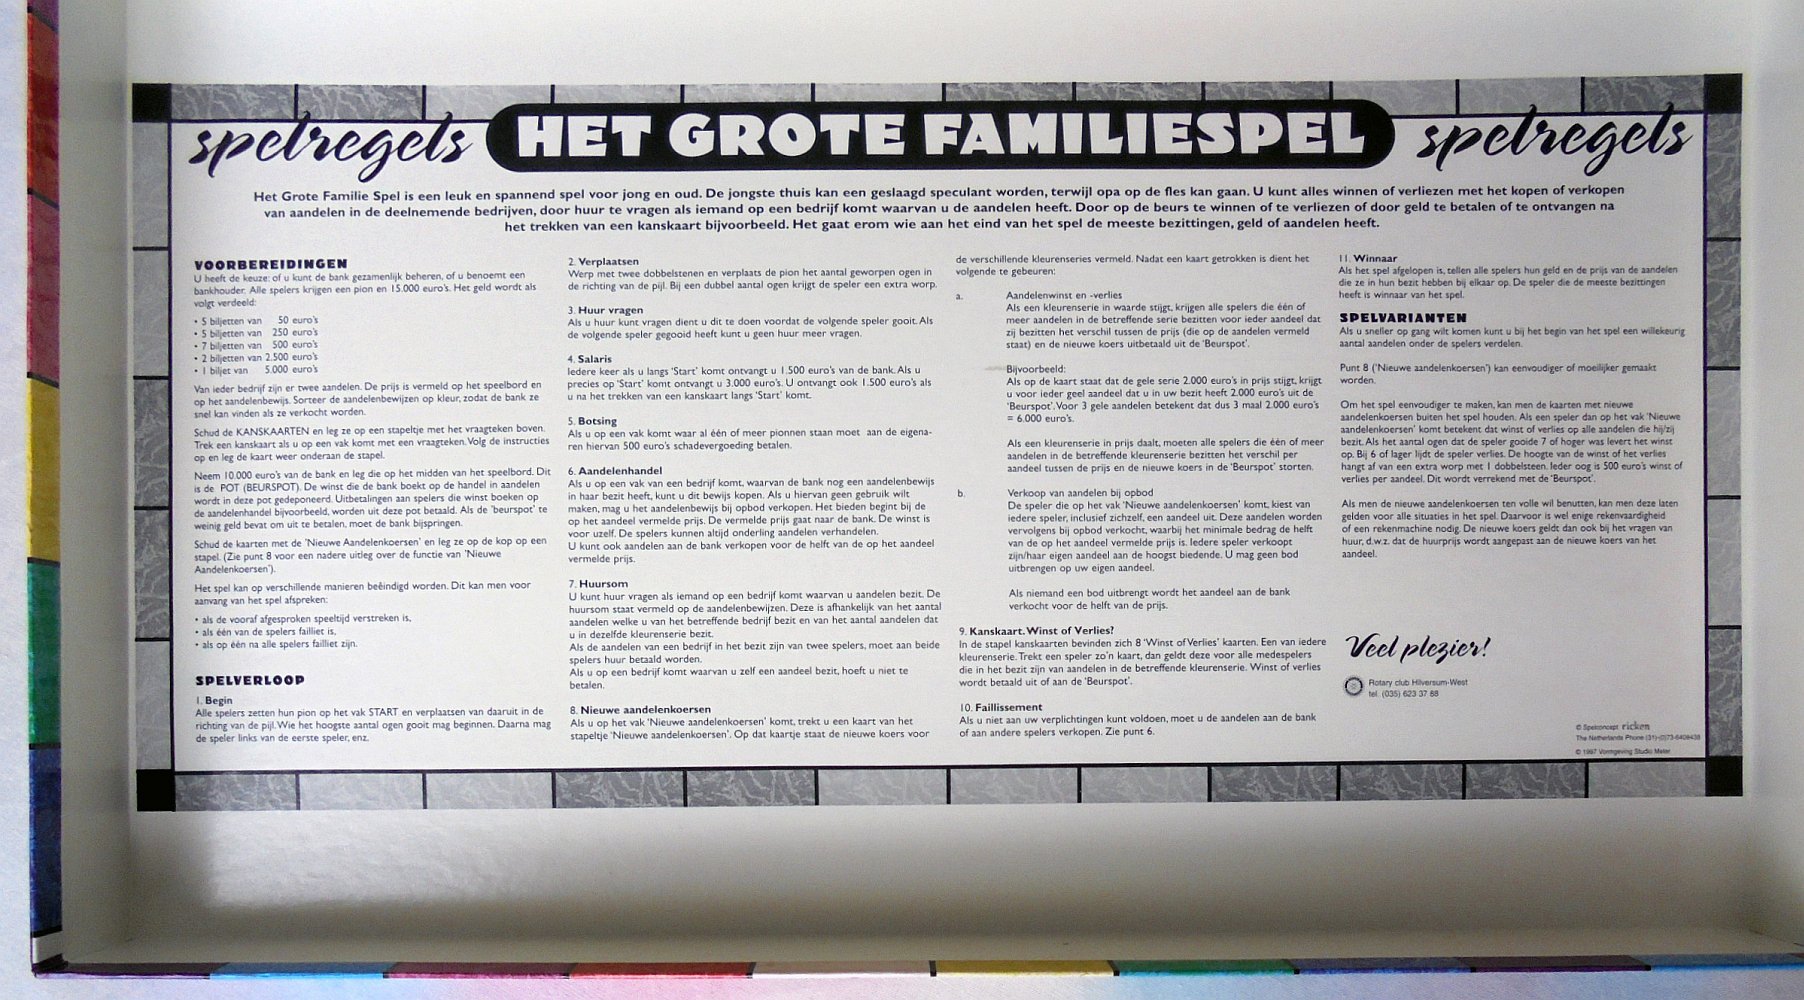 spelregels
HET GROTE FAMILIESPEL
spelregels
Het Grote Familie Spel is een leuk en spannend spel voor jong en oud. De jongste thuis kan een geslaagd speculant worden, terwijl opa op de fles kan gaan. U kunt alles winnen of verliezen met het kopen of verkopen
van aandelen in de deelnemende bedrijven, door huur te vragen als iemand op een bedrijf komt waarvan u de aandelen heeft. Door op de beurs te winnen of te verliezen of door geld te betalen of te ontvangen na
het trekken van een kanskaart bijvoorbeeld. Het gaat erom wie aan het eind van het spel de meeste bezittingen, geld of aandelen heeft.
VOORBEREIDINGEN
U heeft de keuze: of u kunt de bank gezamenlijk beheren, of u benoemt een
bankhouder. Alle spelers krijgen een pion en 15.000 euro's. Het geld wordt als
volgt verdeeld:
• 5 biljetten van 50 euro's
• 5 biljetten van 250 euro's
• 7 biljetten van 500 euro's
• 2 biljetten van 2.500 euro's
• 1 biljet van 5.000 euro's
Van ieder bedrijf zijn er twee aandelen. De prijs is vermeld op het speelbord en
op het aandelenbewijs. Sorteer de aandelenbewijzen op kleur, zodat de bank ze
snel kan vinden als ze verkocht worden.
Schud de KANSKAARTEN en leg ze op een stapeltje met het vraagteken boven.
Trek een kanskaart als u op een vak komt met een vraagteken. Volg de instructies
op en leg de kaart weer onderaan de stapel.
Neem 10.000 euro's van de bank en leg die op het midden van het speelbord. Dit
is de POT (BEURSPOT). De winst die de bank boekt op de handel in aandelen
wordt in deze pot gedeponeerd. Uitbetalingen aan spelers die winst boeken op
de aandelenhandel bijvoorbeeld, worden uit deze pot betaald. Als de 'beurspot' te
weinig geld bevat om uit te betalen, moet de bank bijspringen.
Schud de kaarten met de 'Nieuwe Aandelenkoersen' en leg ze op de kop op een
stapel. (Zie punt 8 voor een nadere uitleg over de functie van 'Nieuwe
Aandelenkoersen').
Het spel kan op verschillende manieren beëindigd worden. Dit kan men voor
aanvang van het spel afspreken:
• als de vooraf afgesproken speeltijd verstreken is,
• als één van de spelers failliet is,
• als op één na alle spelers failliet zijn.
SPELVERLOOP
1. Begin
Alle spelers zetten hun pion op het vak START en verplaatsen van daaruit in de
richting van de pijl. Wie het hoogste aantal ogen gooit mag beginnen. Daarna mag
de speler links van de eerste speler, enz.
2. Verplaatsen
Werp met twee dobbelstenen en verplaats de pion het aantal geworpen ogen in
de richting van de pijl. Bij een dubbel aantal ogen krijgt de speler een extra worp.
3. Huur vragen
Als u huur kunt vragen dient u dit te doen voordat de volgende speler gooit. Als
de volgende speler gegooid heeft kunt u geen huur meer vragen.
4. Salaris
Iedere keer als u langs 'Start' komt ontvangt u 1.500 euro's van de bank. Als u
precies op 'Start' komt ontvangt u 3.000 euro's. U ontvangt ook 1.500 euro's als
u na het trekken van een kanskaart langs 'Start' komt.
5. Botsing
Als u op een vak komt waar al één of meer pionnen staan moet aan de eigena-
ren hiervan 500 euro's schadevergoeding betalen.
6. Aandelenhandel
Als u op een vak van een bedrijf komt, waarvan de bank nog een aandelenbewijs
in haar bezit heeft, kunt u dit bewijs kopen. Als u hiervan geen gebruik wilt
maken, mag u het aandelenbewijs bij opbod verkopen. Het bieden begint bij de
op het aandeel vermelde prijs. De vermelde prijs gaat naar de bank. De winst is
voor uzelf. De spelers kunnen altijd onderling aandelen verhandelen.
U kunt ook aandelen aan de bank verkopen voor de helft van de op het aandeel
vermelde prijs.
7. Huursom
U kunt huur vragen als iemand op een bedrijf komt waarvan u aandelen bezit. De
huursom staat vermeld op de aandelenbewijzen. Deze is afhankelijk van het aantal
aandelen welke u van het betreffende bedrijf bezit en van het aantal aandelen dat
u in dezelfde kleurenserie bezit.
Als de aandelen van een bedrijf in het bezit zijn van twee spelers, moet aan beide
spelers huur betaald worden.
Als u op een bedrijf komt waarvan u zelf een aandeel bezit, hoeft u niet te
betalen.
8. Nieuwe aandelenkoersen
Als u op het vak 'Nieuwe aandelenkoersen' komt, trekt u een kaart van het
stapeltje 'Nieuwe aandelenkoersen'. Op dat kaartje staat de nieuwe koers voor
de verschillende kleurenseries vermeld. Nadat een kaart getrokken is dient het
volgende te gebeuren:
a. Aandelenwinst en -verlies
Als een kleurenserie in waarde stijgt, krijgen alle spelers die één of
meer aandelen in de betreffende serie bezitten voor ieder aandeel dat
zij bezitten het verschil tussen de prijs (die op de aandelen vermeld
staat) en de nieuwe koers uitbetaald uit de 'Beurspot'.
Bijvoorbeeld:
Als op de kaart staat dat de gele serie 2.000 euro's in prijs stijgt, krijgt
u voor ieder geel aandeel dat u in uw bezit heeft 2.000 euro's uit de
'Beurspot'. Voor 3 gele aandelen betekent dat dus 3 maal 2.000 euro's
= 6.000 euro's.
Als een kleurenserie in prijs daalt, moeten alle spelers die één of meer
aandelen in de betreffende kleurenserie bezitten het verschil per
aandeel tussen de prijs en de nieuwe koers in de 'Beurspot' storten.
b. Verkoop van aandelen bij opbod
De speler die op het vak 'Nieuwe aandelenkoersen' komt, kiest van
iedere speler, inclusief zichzelf, een aandeel uit. Deze aandelen worden
vervolgens bij opbod verkocht, waarbij het minimale bedrag de helft
van de op het aandeel vermelde prijs is. Iedere speler verkoopt
zijn/haar eigen aandeel aan de hoogst biedende. U mag geen bod
uitbrengen op uw eigen aandeel.
Als niemand een bod uitbrengt wordt het aandeel aan de bank
verkocht voor de helft van de prijs.
9. Kanskaart. Winst of Verlies?
In de stapel kanskaarten bevinden zich 8 'Winst of Verlies' kaarten. Een van iedere
kleurenserie. Trekt een speler zo'n kaart, dan geldt deze voor alle medespelers
die in het bezit zijn van aandelen in de betreffende kleurenserie. Winst of verlies
wordt betaald uit of aan de 'Beurspot'.
10. Faillissement
Als u niet aan uw verplichtingen kunt voldoen, moet u de aandelen aan de bank
of aan andere spelers verkopen. Zie punt 6.
11. Winnaar
Als het spel afgelopen is, tellen alle spelers hun geld en de prijs van de aandelen
die ze in hun bezit hebben bij elkaar op. De speler die de meeste bezittingen
heeft is winnaar van het spel.
SPELVARIANTEN
Als u sneller op gang wilt komen kunt u bij het begin van het spel een willekeurig
aantal aandelen onder de spelers verdelen.
Punt 8 ('Nieuwe aandelenkoersen') kan eenvoudiger of moeilijker gemaakt
worden.
Om het spel eenvoudiger te maken, kan men de kaarten met nieuwe
aandelenkoersen buiten het spel houden. Als een speler dan op het vak 'Nieuwe
aandelenkoersen' komt betekent dat winst of verlies op alle aandelen die hij/zij
bezit. Als het aantal ogen dat de speler gooide 7 of hoger was levert het winst
op. Bij 6 of lager lijdt de speler verlies. De hoogte van de winst of het verlies
hangt af van een extra worp met 1 dobbelsteen. Ieder oog is 500 euro's winst of
verlies per aandeel. Dit wordt verrekend met de 'Beurspot'.
Als men de nieuwe aandelenkoersen ten volle wil benutten, kan men deze laten
gelden voor alle situaties in het spel. Daarvoor is wel enige rekenvaardigheid
of een rekenmachine nodig. De nieuwe koers geldt dan ook bij het vragen van
huur, d.w.z. dat de huurprijs wordt aangepast aan de nieuwe koers van het
aandeel.
Veel plezier!
Rotary club Hilversum-West
tel. (035) 623 37 68
© Spelconcept ricken
The Netherlands Phone (31)-(0)73-6409438
© 1997 Vormgeving Studio Meter